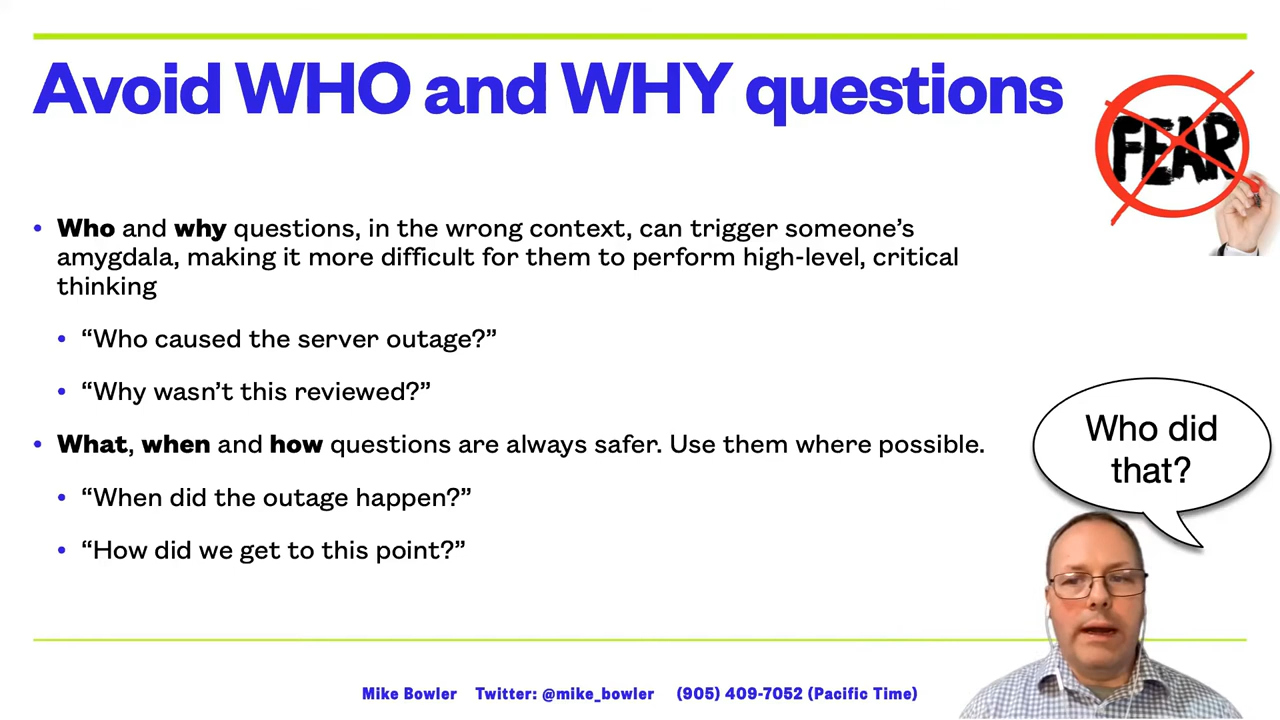 Avoid WHO and WHY questions
FEAR
• Who and why questions, in the wrong context, can trigger someone’s
amygdala, making it more difficult for them to perform high-level, critical
thinking
• “Who caused the server outage?”
• “Why wasn’t this reviewed?”
• What, when and how questions are always safer. Use them where possible.
• “When did the outage happen?”
• “How did we get to this point?”
Who did
that?
Mike Bowler Twitter: @mike_bowler (905) 409-7052 (Pacific Time)